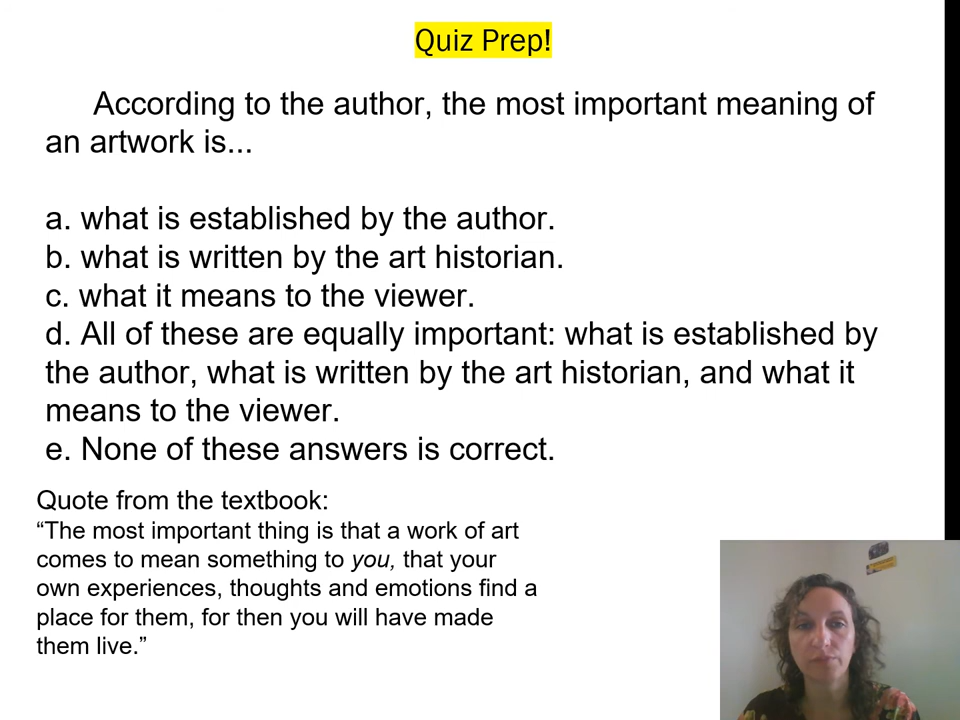 Quiz Prep!
According to the author, the most important meaning of
an artwork is...
a. what is established by the author.
b. what is written by the art historian.
c. what it means to the viewer.
d. All of these are equally important: what is established by
the author, what is written by the art historian, and what it
means to the viewer.
e. None of these answers is correct.
Quote from the textbook:
“The most important thing is that a work of art
comes to mean something to you, that your
own experiences, thoughts and emotions find a
place for them, for then you will have made
them live.”